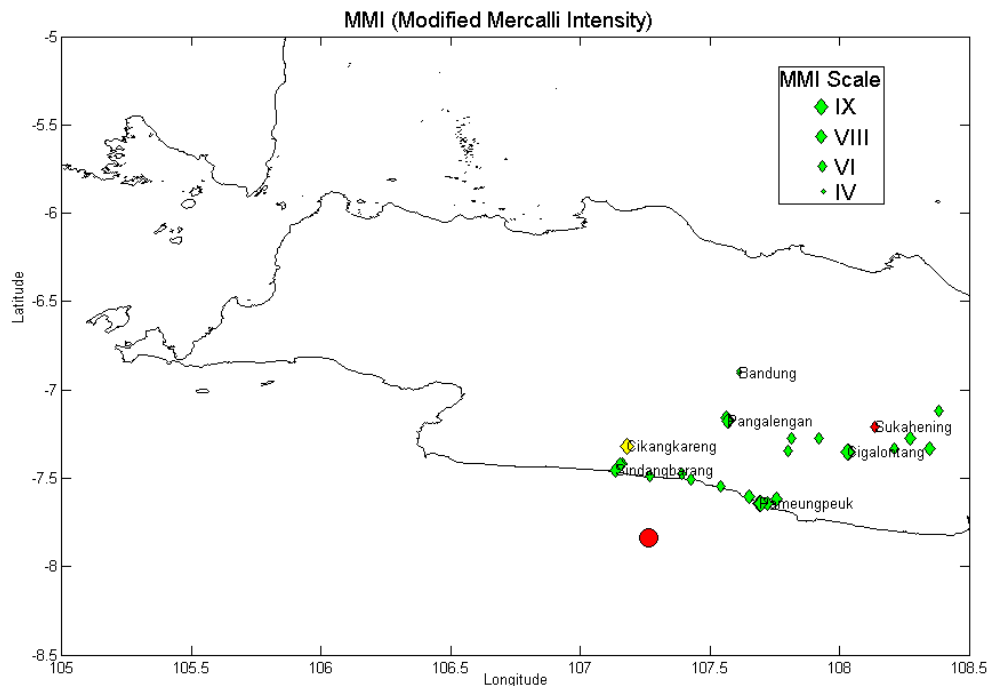 MMI (Modified Mercalli Intensity)
-5
-5.5
-6
-6.5
-7
-7.5
-8
-8.5
Latitude
MMI Scale
IX
VIII
VI
IV
Bandung
Pangalengan
Sukahening
Cikangkareng
Cigalontang
Sindangbarang
Pameungpeuk
105
105.5
106
106.5
107
107.5
108
108.5
Longitude